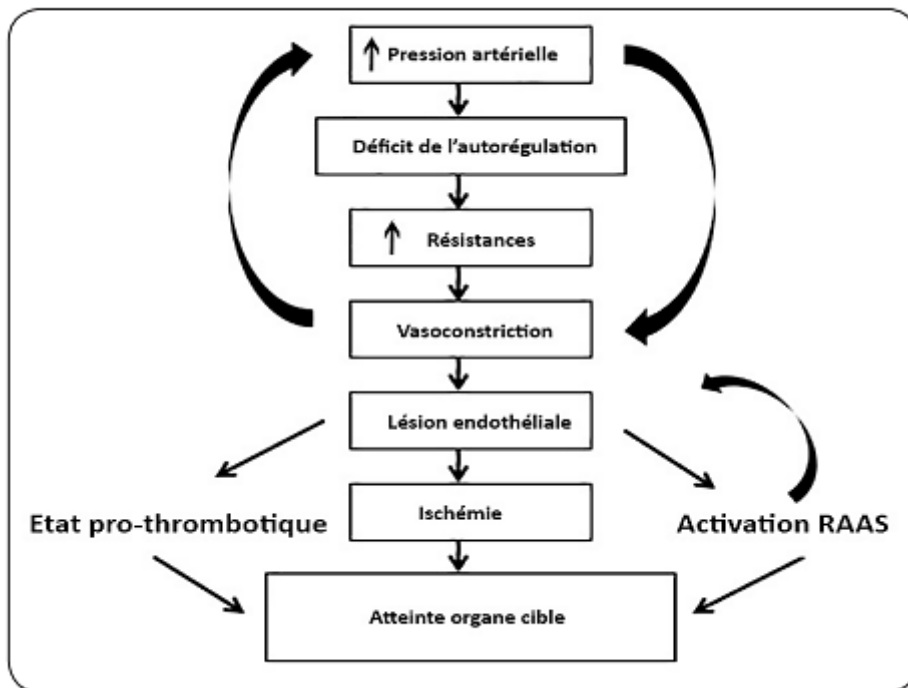 ↑ Pression artérielle
Déficit de l'autorégulation
↑ Résistances
Vasoconstriction
Lésion endothéliale
Etat pro-thrombotique
Ischémie
Activation RAAS
Atteinte organe cible